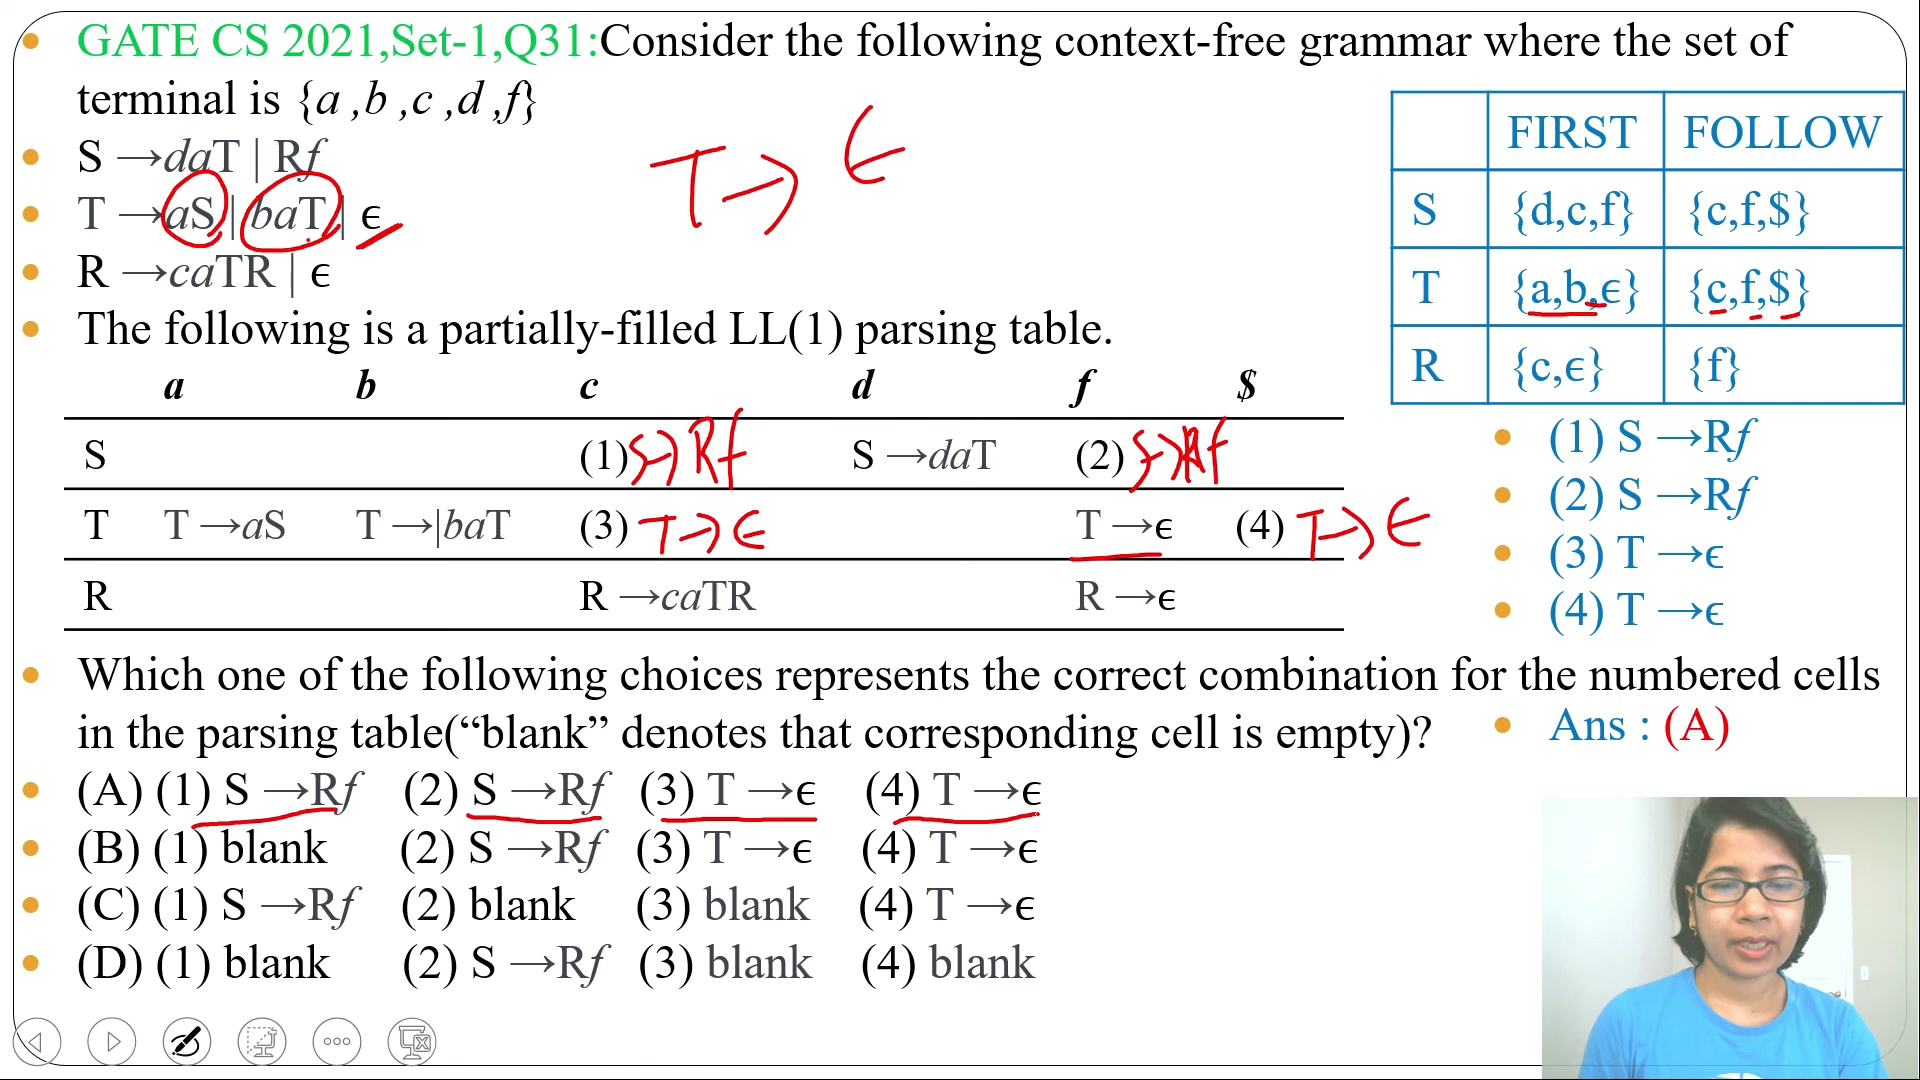 GATE CS 2021,Set-1,Q31:Consider the following context-free grammar where the set of
terminal is {a ,b ,c ,d ,f}
S →daT | Rf
T →aS | baT | ϵ
R →caTR | ϵ
T → ϵ
The following is a partially-filled LL(1) parsing table.
a b c d f $
S (1) S→Rf S →daT (2) S→Rf
T T →aS T →|baT (3) T→ϵ T →ϵ (4) T→ϵ
R R →caTR R →ϵ
FIRST FOLLOW
S {d,c,f} {c,f,$}
T {a,b,ϵ} {c,f,$}
R {c,ϵ} {f}
(1) S →Rf
(2) S →Rf
(3) T →ϵ
(4) T →ϵ
Which one of the following choices represents the correct combination for the numbered cells
in the parsing table(“blank” denotes that corresponding cell is empty)?
Ans : (A)
(A) (1) S →Rf (2) S →Rf (3) T →ϵ (4) T →ϵ
(B) (1) blank (2) S →Rf (3) T →ϵ (4) T →ϵ
(C) (1) S →Rf (2) blank (3) blank (4) T →ϵ
(D) (1) blank (2) S →Rf (3) blank (4) blank